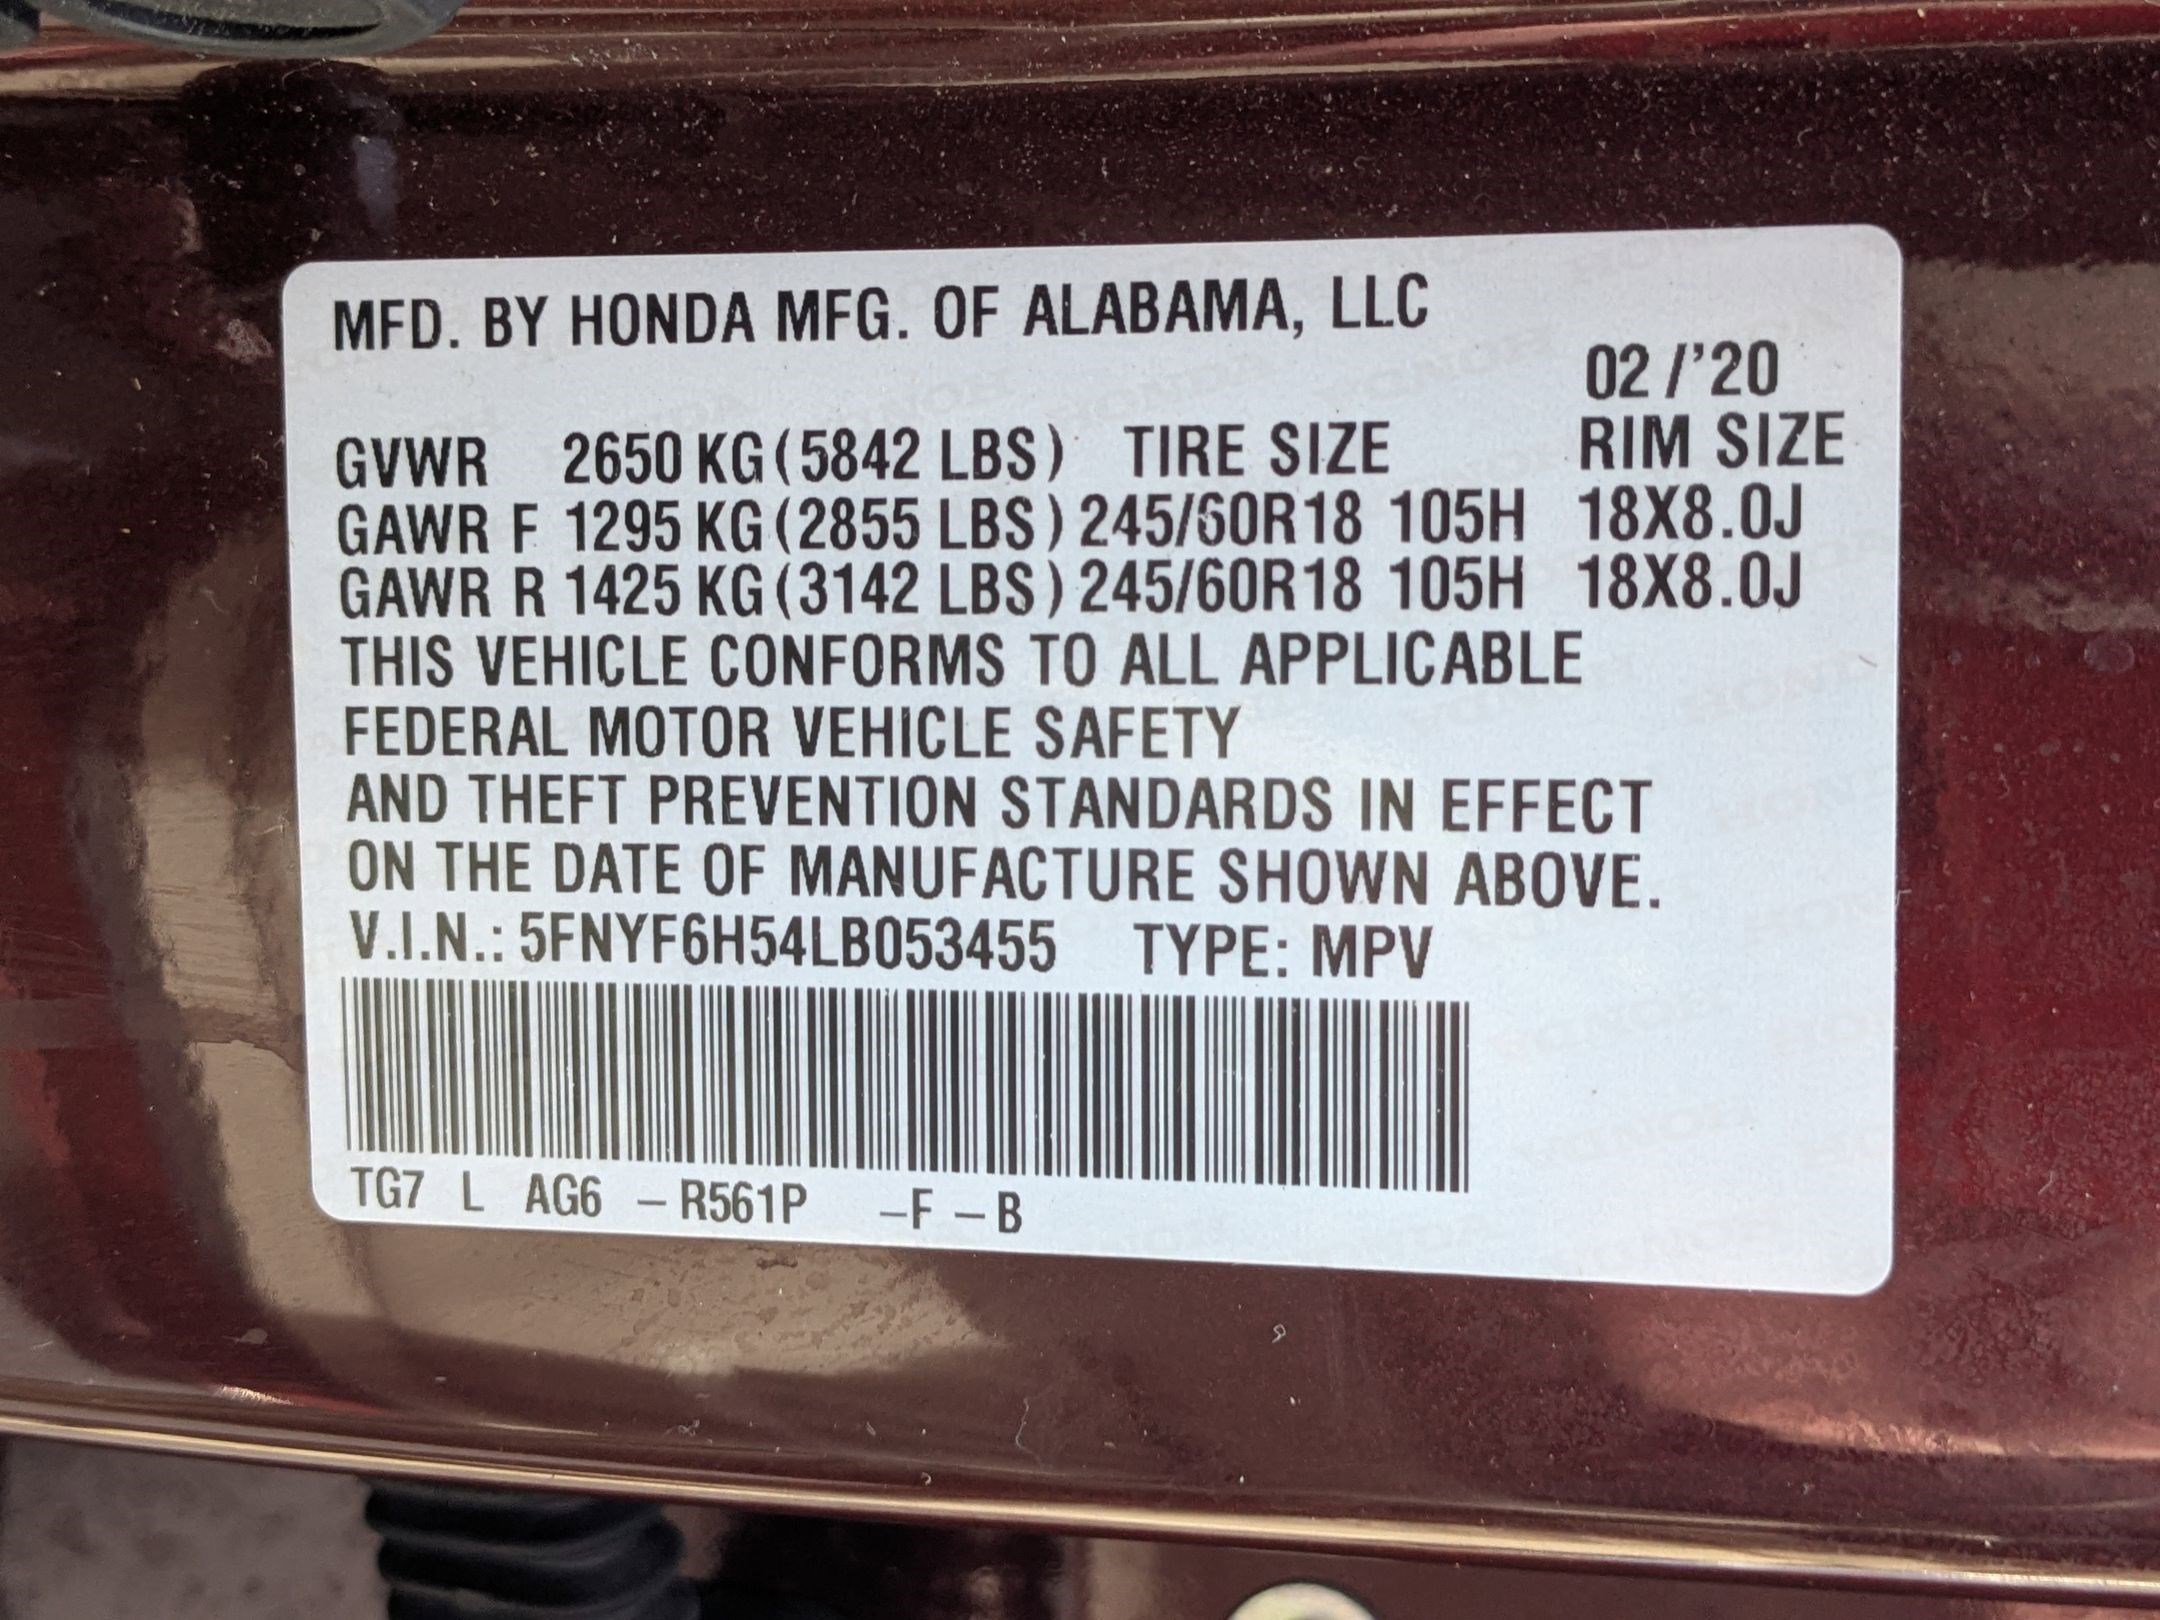 MFD. BY HONDA MFG. OF ALABAMA, LLC
02 /'20
GVWR 2650 KG (5842 LBS) TIRE SIZE RIM SIZE
GAWR F 1295 KG (2855 LBS) 245/60R18 105H 18X8.0J
GAWR R 1425 KG (3142 LBS) 245/60R18 105H 18X8.0J
THIS VEHICLE CONFORMS TO ALL APPLICABLE
FEDERAL MOTOR VEHICLE SAFETY
AND THEFT PREVENTION STANDARDS IN EFFECT
ON THE DATE OF MANUFACTURE SHOWN ABOVE.
V.I.N.: 5FNYF6H54LB053455 TYPE: MPV
TG7 L AG6 – R561P –F – B